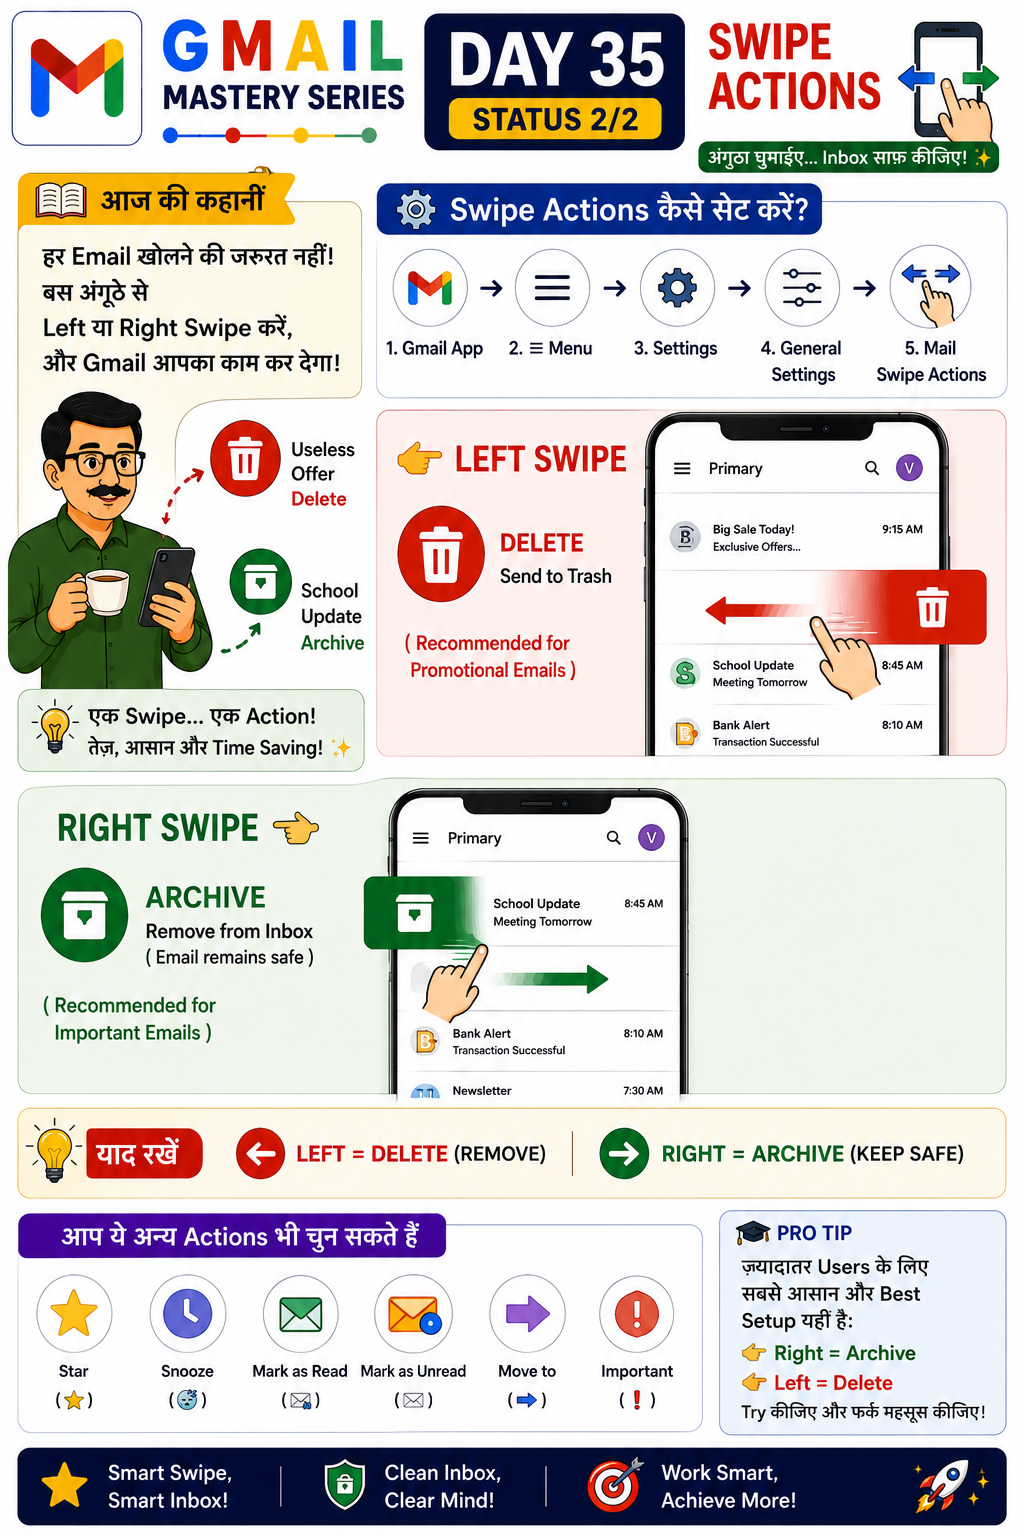 GMAIL
MASTERY SERIES
DAY 35
STATUS 2/2
SWIPE
ACTIONS
अंगुठा घुमाईए... Inbox साफ़ कीजिए!
आज की कहानीं
हर Email खोलने की जरुरत नहीं!
बस अंगूठे से
Left या Right Swipe करें,
और Gmail आपका काम कर देगा!
Useless
Offer
Delete
School
Update
Archive
एक Swipe... एक Action!
तेज़, आसान और Time Saving!
Swipe Actions कैसे सेट करें?
1. Gmail App
2. ☰ Menu
3. Settings
4. General
Settings
5. Mail
Swipe Actions
LEFT SWIPE
DELETE
Send to Trash
( Recommended for
Promotional Emails )
Primary
V
B
Big Sale Today!
9:15 AM
Exclusive Offers...
S
School Update
8:45 AM
Meeting Tomorrow
B
Bank Alert
8:10 AM
Transaction Successful
RIGHT SWIPE
ARCHIVE
Remove from Inbox
( Email remains safe )
( Recommended for
Important Emails )
Primary
V
School Update
8:45 AM
Meeting Tomorrow
B
Bank Alert
8:10 AM
Transaction Successful
Newsletter
7:30 AM
याद रखें
LEFT = DELETE (REMOVE)
RIGHT = ARCHIVE (KEEP SAFE)
आप ये अन्य Actions भी चुन सकते हैं
Star
Snooze
Mark as Read
Mark as Unread
Move to
Important
PRO TIP
ज़्यादातर Users के लिए
सबसे आसान और Best
Setup यहीं है:
Right = Archive
Left = Delete
Try कीजिए और फर्क महसूस कीजिए!
Smart Swipe,
Smart Inbox!
Clean Inbox,
Clear Mind!
Work Smart,
Achieve More!